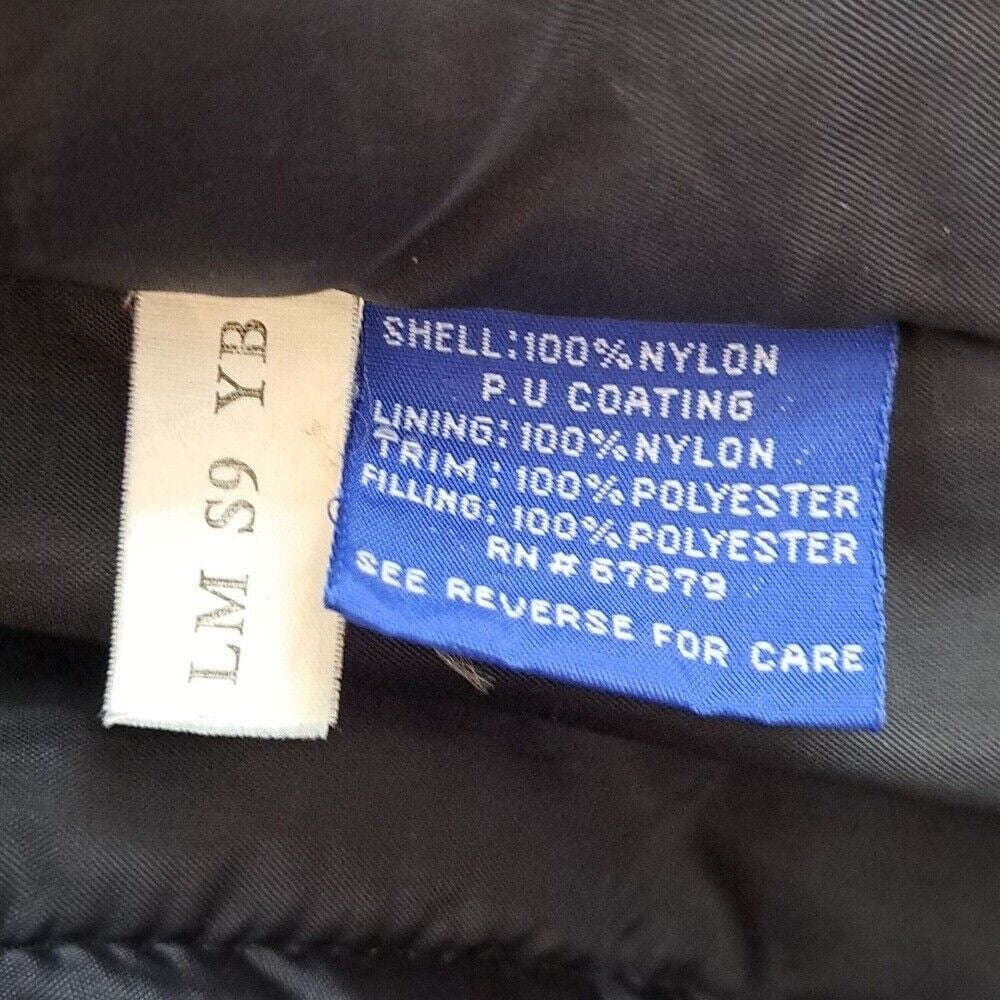 LM S9 YB
SHELL:100%NYLON
P.U COATING
LINING:100%NYLON
TRIM:100%POLYESTER
FILLING:100%POLYESTER
RN#67879
SEE REVERSE FOR CARE